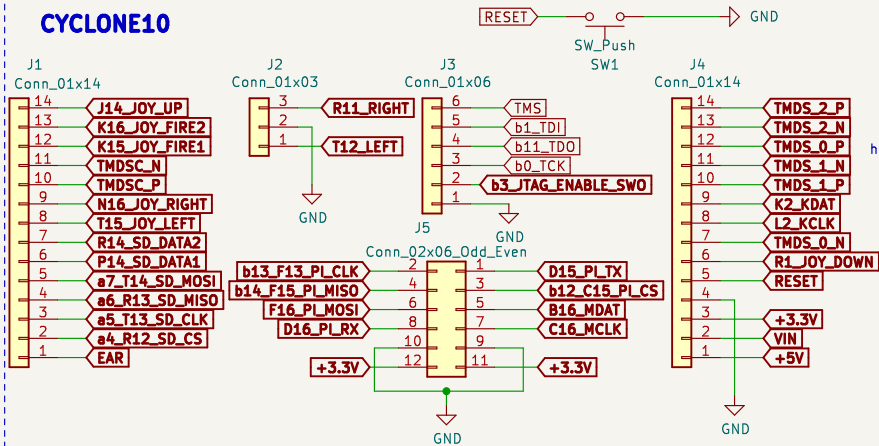 CYCLONE10
RESET
GND
SW_Push
SW1
J1
Conn_01x14
14 J14_JOY_UP
13 K16_JOY_FIRE2
12 K15_JOY_FIRE1
11 TMDSC_N
10 TMDSC_P
9 N16_JOY_RIGHT
8 T15_JOY_LEFT
7 R14_SD_DATA2
6 P14_SD_DATA1
5 a7_T14_SD_MOSI
4 a6_R13_SD_MISO
3 a5_T13_SD_CLK
2 a4_R12_SD_CS
1 EAR
J2
Conn_01x03
3 R11_RIGHT
2
1 T12_LEFT
GND
J3
Conn_01x06
6 TMS
5 b1_TDI
4 b11_TDO
3 b0_TCK
2 b3_JTAG_ENABLE_SWO
1
GND
J5
Conn_02x06_Odd_Even
b13_F13_PI_CLK 2 1 D15_PI_TX
b14_F15_PI_MISO 4 3 b12_C15_PI_CS
F16_PI_MOSI 6 5 B16_MDAT
D16_PI_RX 8 7 C16_MCLK
10 9
+3.3V 12 11 +3.3V
GND
J4
Conn_01x14
14 TMDS_2_P
13 TMDS_2_N
12 TMDS_0_P
11 TMDS_1_N
10 TMDS_1_P
9 K2_KDAT
8 L2_KCLK
7 TMDS_0_N
6 R1_JOY_DOWN
5 RESET
4
3 +3.3V
2 VIN
1 +5V
GND
h